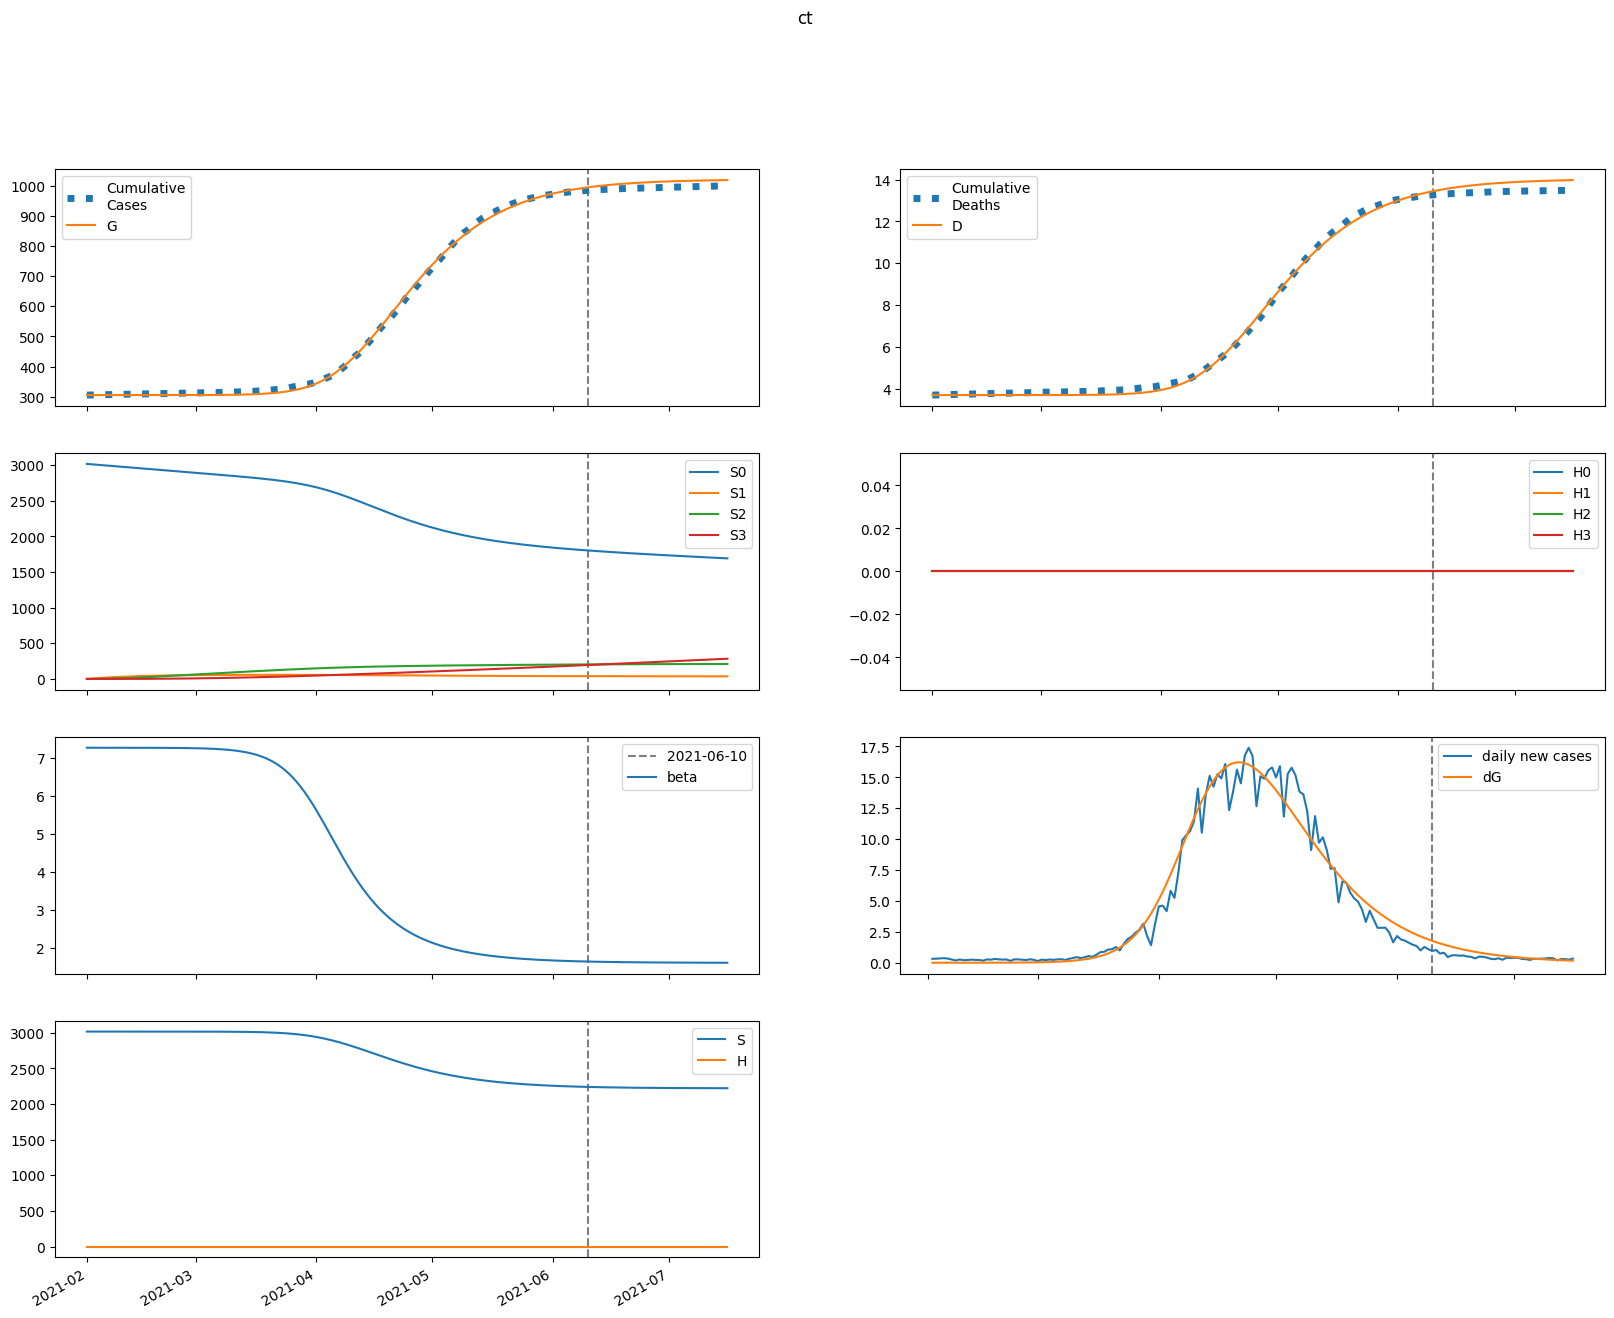 ct
1000
900
800
700
600
500
400
300
Cumulative
Cases
G
14
12
10
8
6
4
Cumulative
Deaths
D
3000
2500
2000
1500
1000
500
0
S0
S1
S2
S3
0.04
0.02
0.00
−0.02
−0.04
H0
H1
H2
H3
7
6
5
4
3
2
2021-06-10
beta
17.5
15.0
12.5
10.0
7.5
5.0
2.5
0.0
daily new cases
dG
3000
2500
2000
1500
1000
500
0
S
H
2021-02
2021-03
2021-04
2021-05
2021-06
2021-07